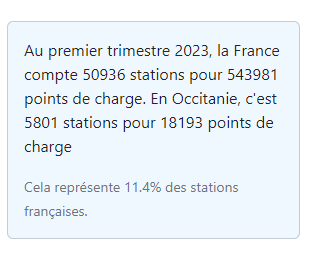 Au premier trimestre 2023, la France
compte 50936 stations pour 543981
points de charge. En Occitanie, c'est
5801 stations pour 18193 points de
charge
Cela représente 11.4% des stations
françaises.